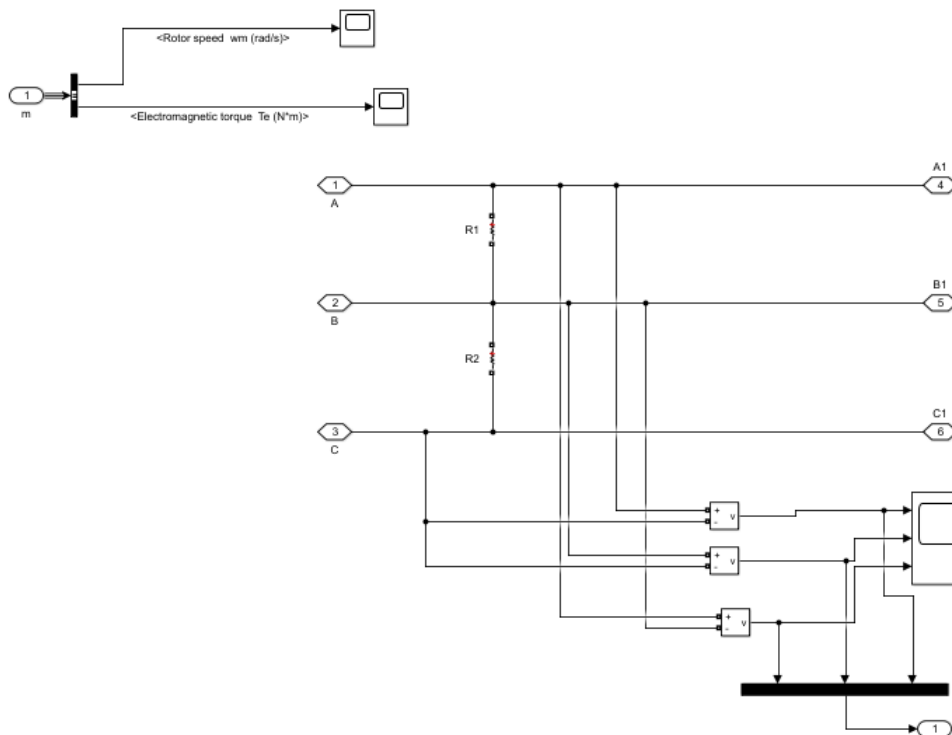 <Rotor speed wm (rad/s)>
1
m
<Electromagnetic torque Te (N*m)>
A1
1
4
A
R1
B1
2
5
B
R2
C1
3
6
C
+
-
v
+
-
v
+
-
v
1